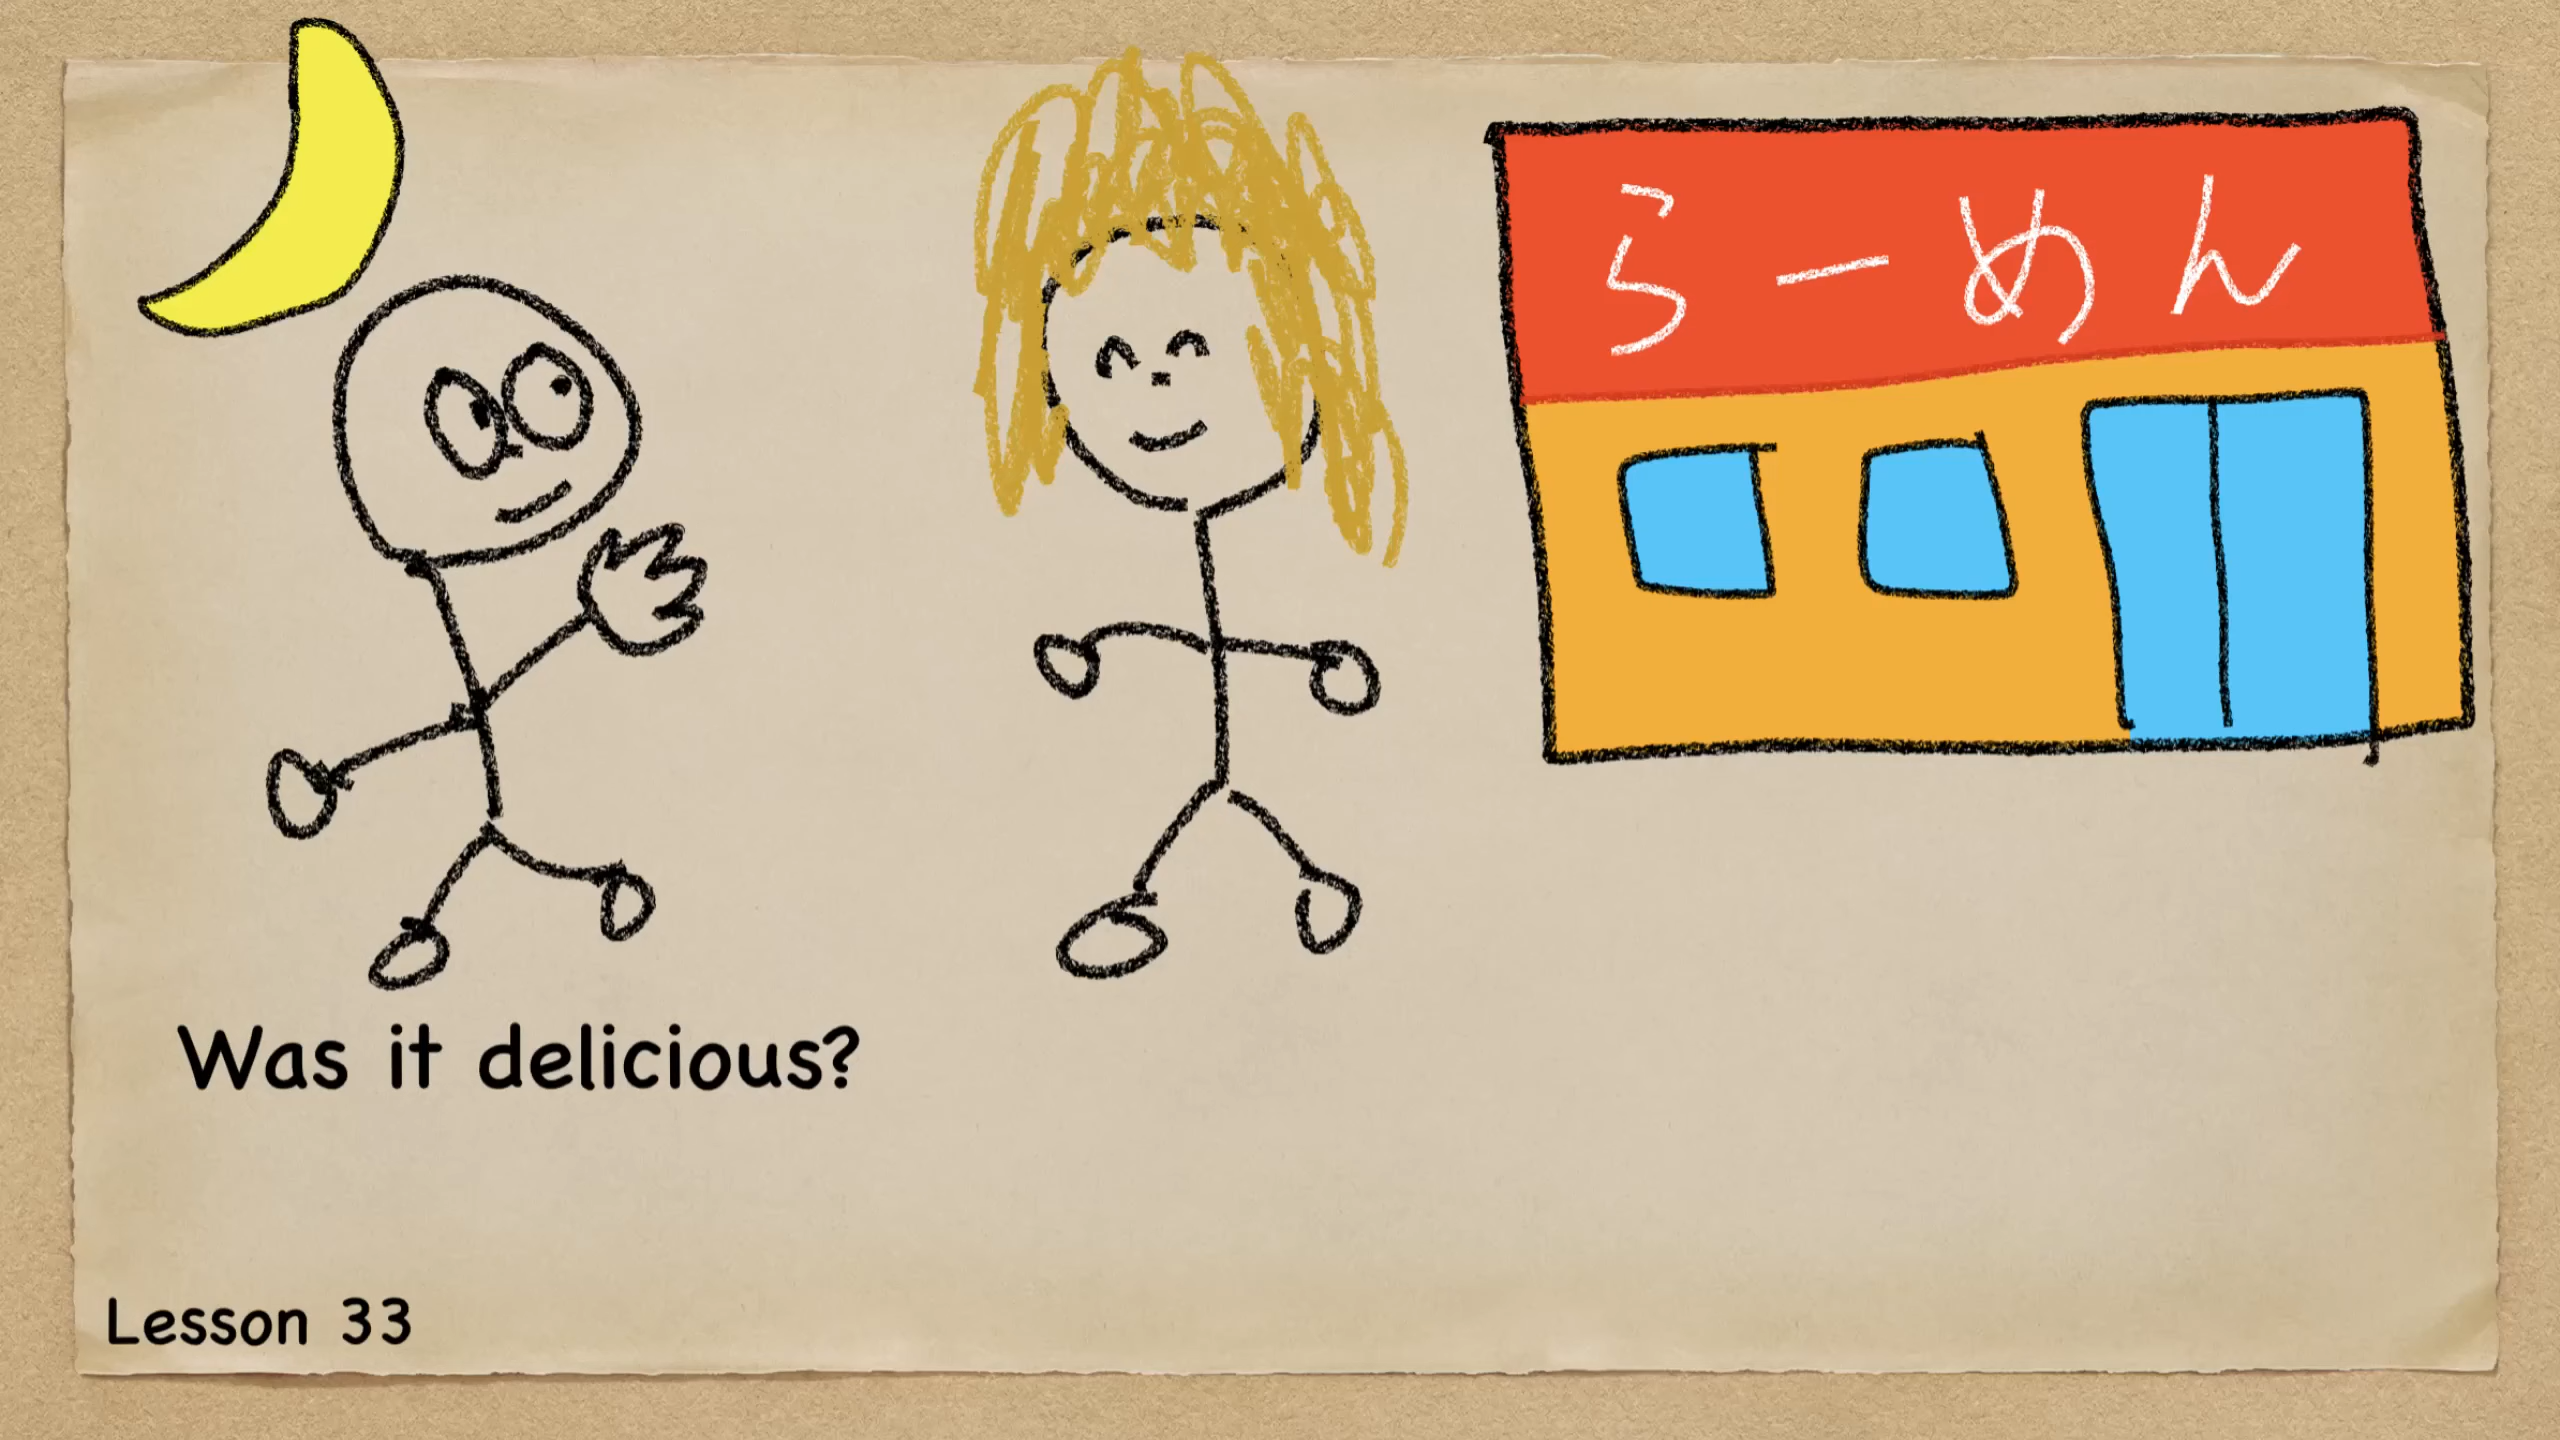 らーめん
Was it delicious?
Lesson 33